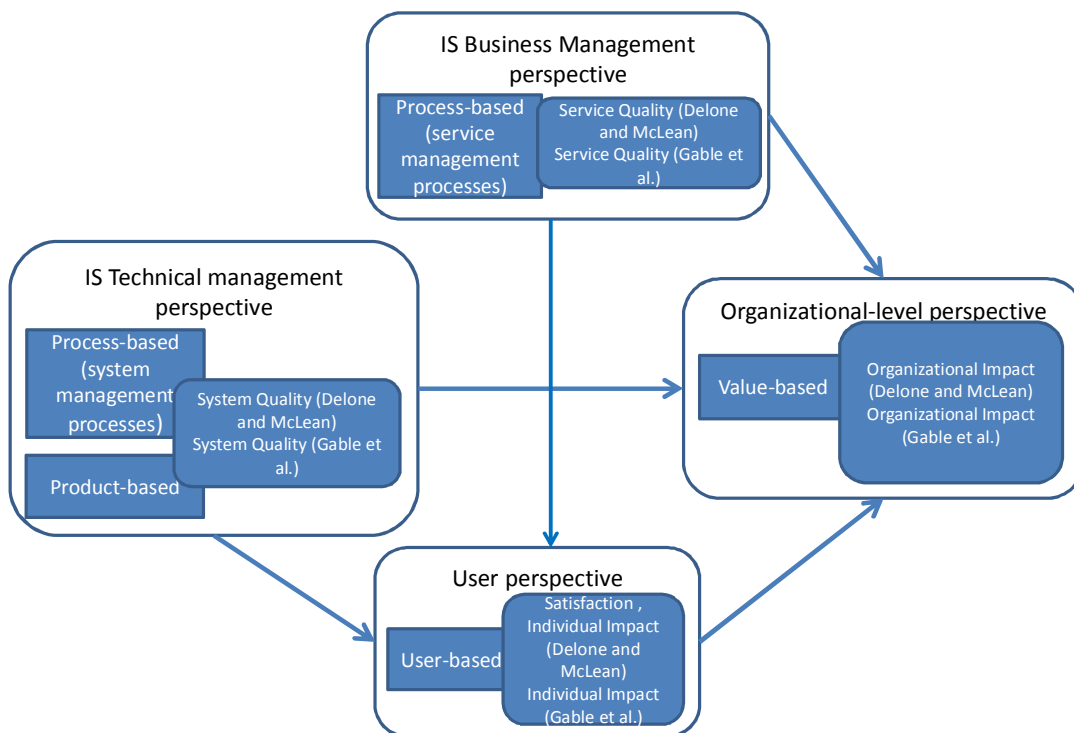 IS Business Management
perspective
Process-based
(service
management
processes)
Service Quality (Delone
and McLean)
Service Quality (Gable et
al.)
IS Technical management
perspective
Process-based
(system
management
processes)
System Quality (Delone
and McLean)
System Quality (Gable et
al.)
Product-based
Organizational-level perspective
Value-based
Organizational Impact
(Delone and McLean)
Organizational Impact
(Gable et al.)
User perspective
User-based
Satisfaction ,
Individual Impact
(Delone and
McLean)
Individual Impact
(Gable et al.)